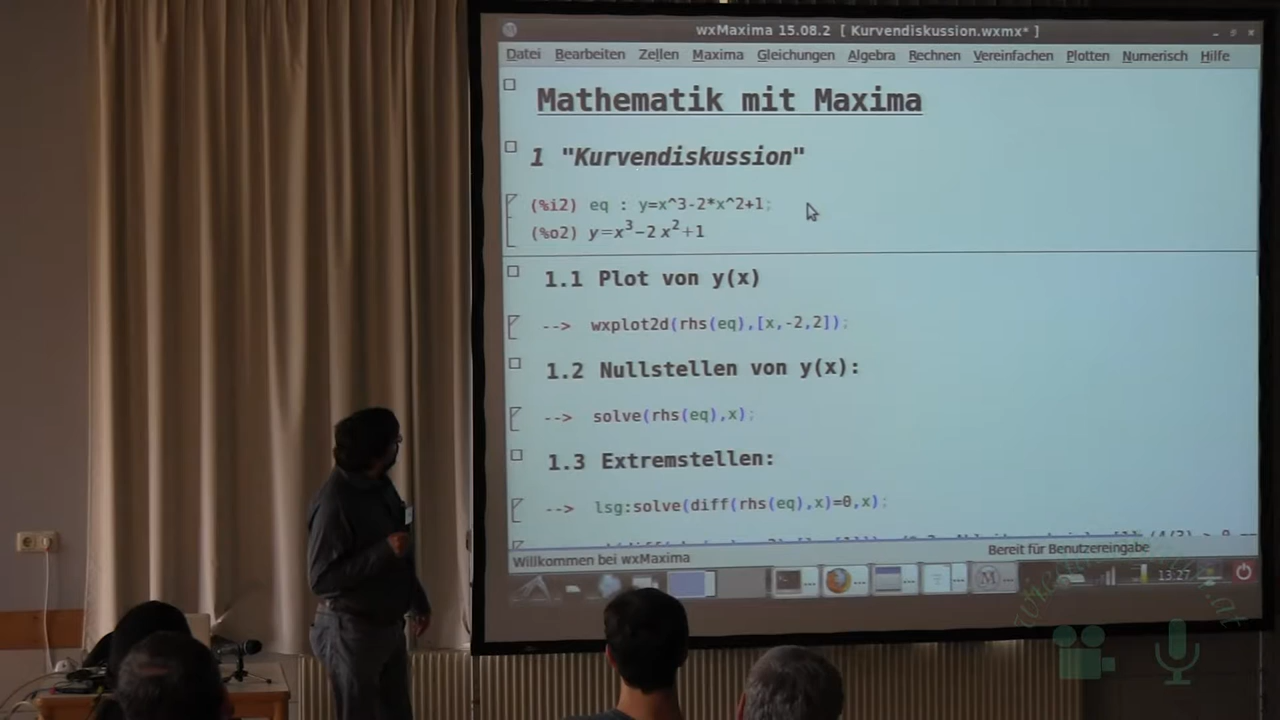 wxMaxima 15.08.2 [ Kurvendiskussion.wxmx* ]
Datei Bearbeiten Zellen Maxima Gleichungen Algebra Rechnen Vereinfachen Plotten Numerisch Hilfe
Mathematik mit Maxima
1 "Kurvendiskussion"
(%i2) eq : y=x^3-2*x^2+1;
(%o2) y=x³−2 x²+1
1.1 Plot von y(x)
--> wxplot2d(rhs(eq),[x,-2,2]);
1.2 Nullstellen von y(x):
--> solve(rhs(eq),x);
1.3 Extremstellen:
--> lsg:solve(diff(rhs(eq),x)=0,x);
Willkommen bei wxMaxima
Bereit für Benutzereingabe
13:27